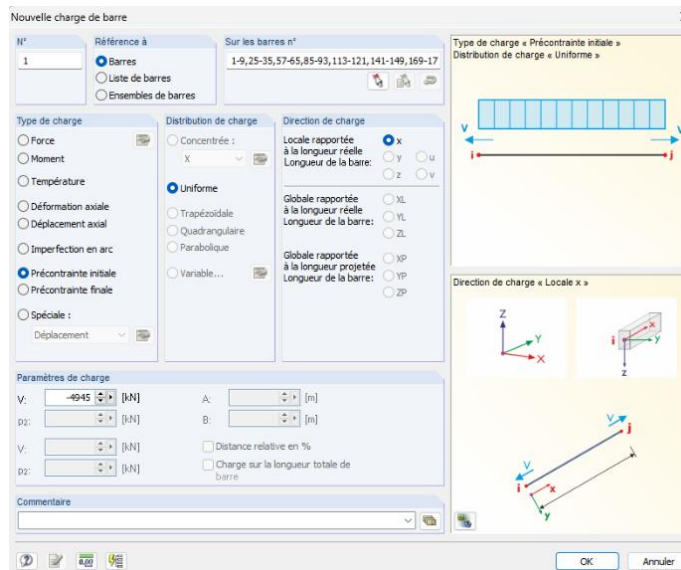 Nouvelle charge de barre
N°
1
Référence à
Barres
Liste de barres
Ensembles de barres
Sur les barres n°
1-9,25-35,57-65,85-93,113-121,141-149,169-17
Type de charge
Force
Moment
Température
Déformation axiale
Déplacement axial
Imperfection en arc
Précontrainte initiale
Précontrainte finale
Spéciale :
Déplacement
Distribution de charge
Concentrée :
X
Uniforme
Trapézoïdale
Quadrangulaire
Parabolique
Variable...
Direction de charge
Locale rapportée
à la longueur réelle
Longueur de la barre:
x
y
u
z
v
Globale rapportée
à la longueur réelle
Longueur de la barre:
XL
YL
ZL
Globale rapportée
à la longueur projetée
Longueur de la barre:
XP
YP
ZP
Paramètres de charge
V: -4945 [kN]
p2: [kN]
V: [kN]
p2: [kN]
A: [m]
B: [m]
Distance relative en %
Charge sur la longueur totale de
barre
Commentaire
Type de charge « Précontrainte initiale »
Distribution de charge « Uniforme »
V
V
i
j
Direction de charge « Locale x »
Z
Y
X
x
i
y
z
V
j
V
i
x
y
0,00
OK
Annuler